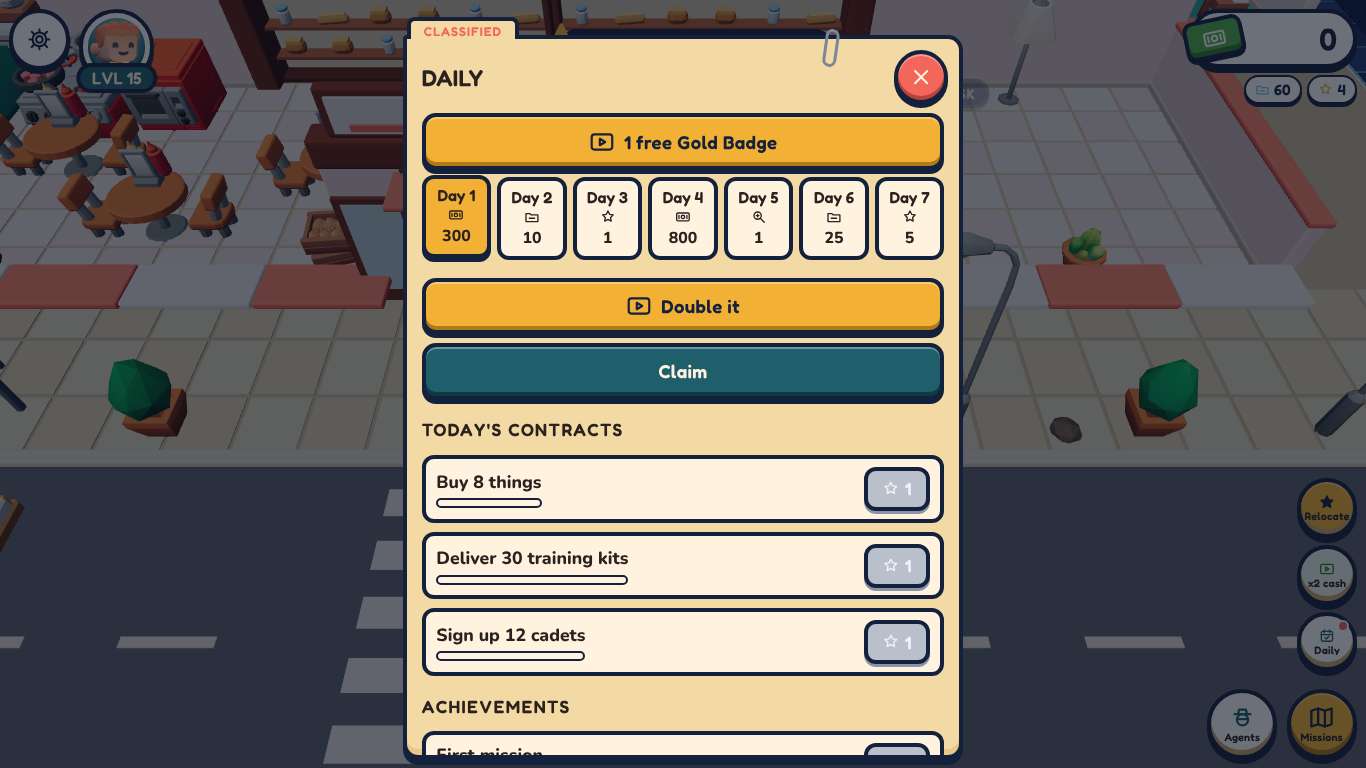 CLASSIFIED
DAILY
LVL 15
0
60
4
1 free Gold Badge
Day 1
300
Day 2
10
Day 3
1
Day 4
800
Day 5
1
Day 6
25
Day 7
5
Double it
Claim
TODAY'S CONTRACTS
Buy 8 things
1
Deliver 30 training kits
1
Sign up 12 cadets
1
ACHIEVEMENTS
First mission
Relocate
x2 cash
Daily
Agents
Missions